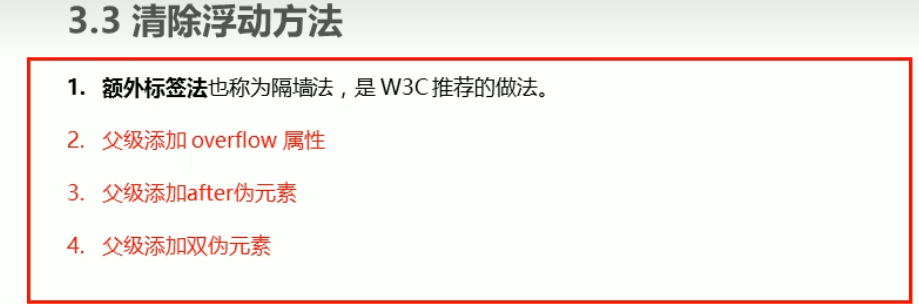 3.3 清除浮动方法
1. 额外标签法也称为隔墙法，是 W3C 推荐的做法。
2. 父级添加 overflow 属性
3. 父级添加after伪元素
4. 父级添加双伪元素